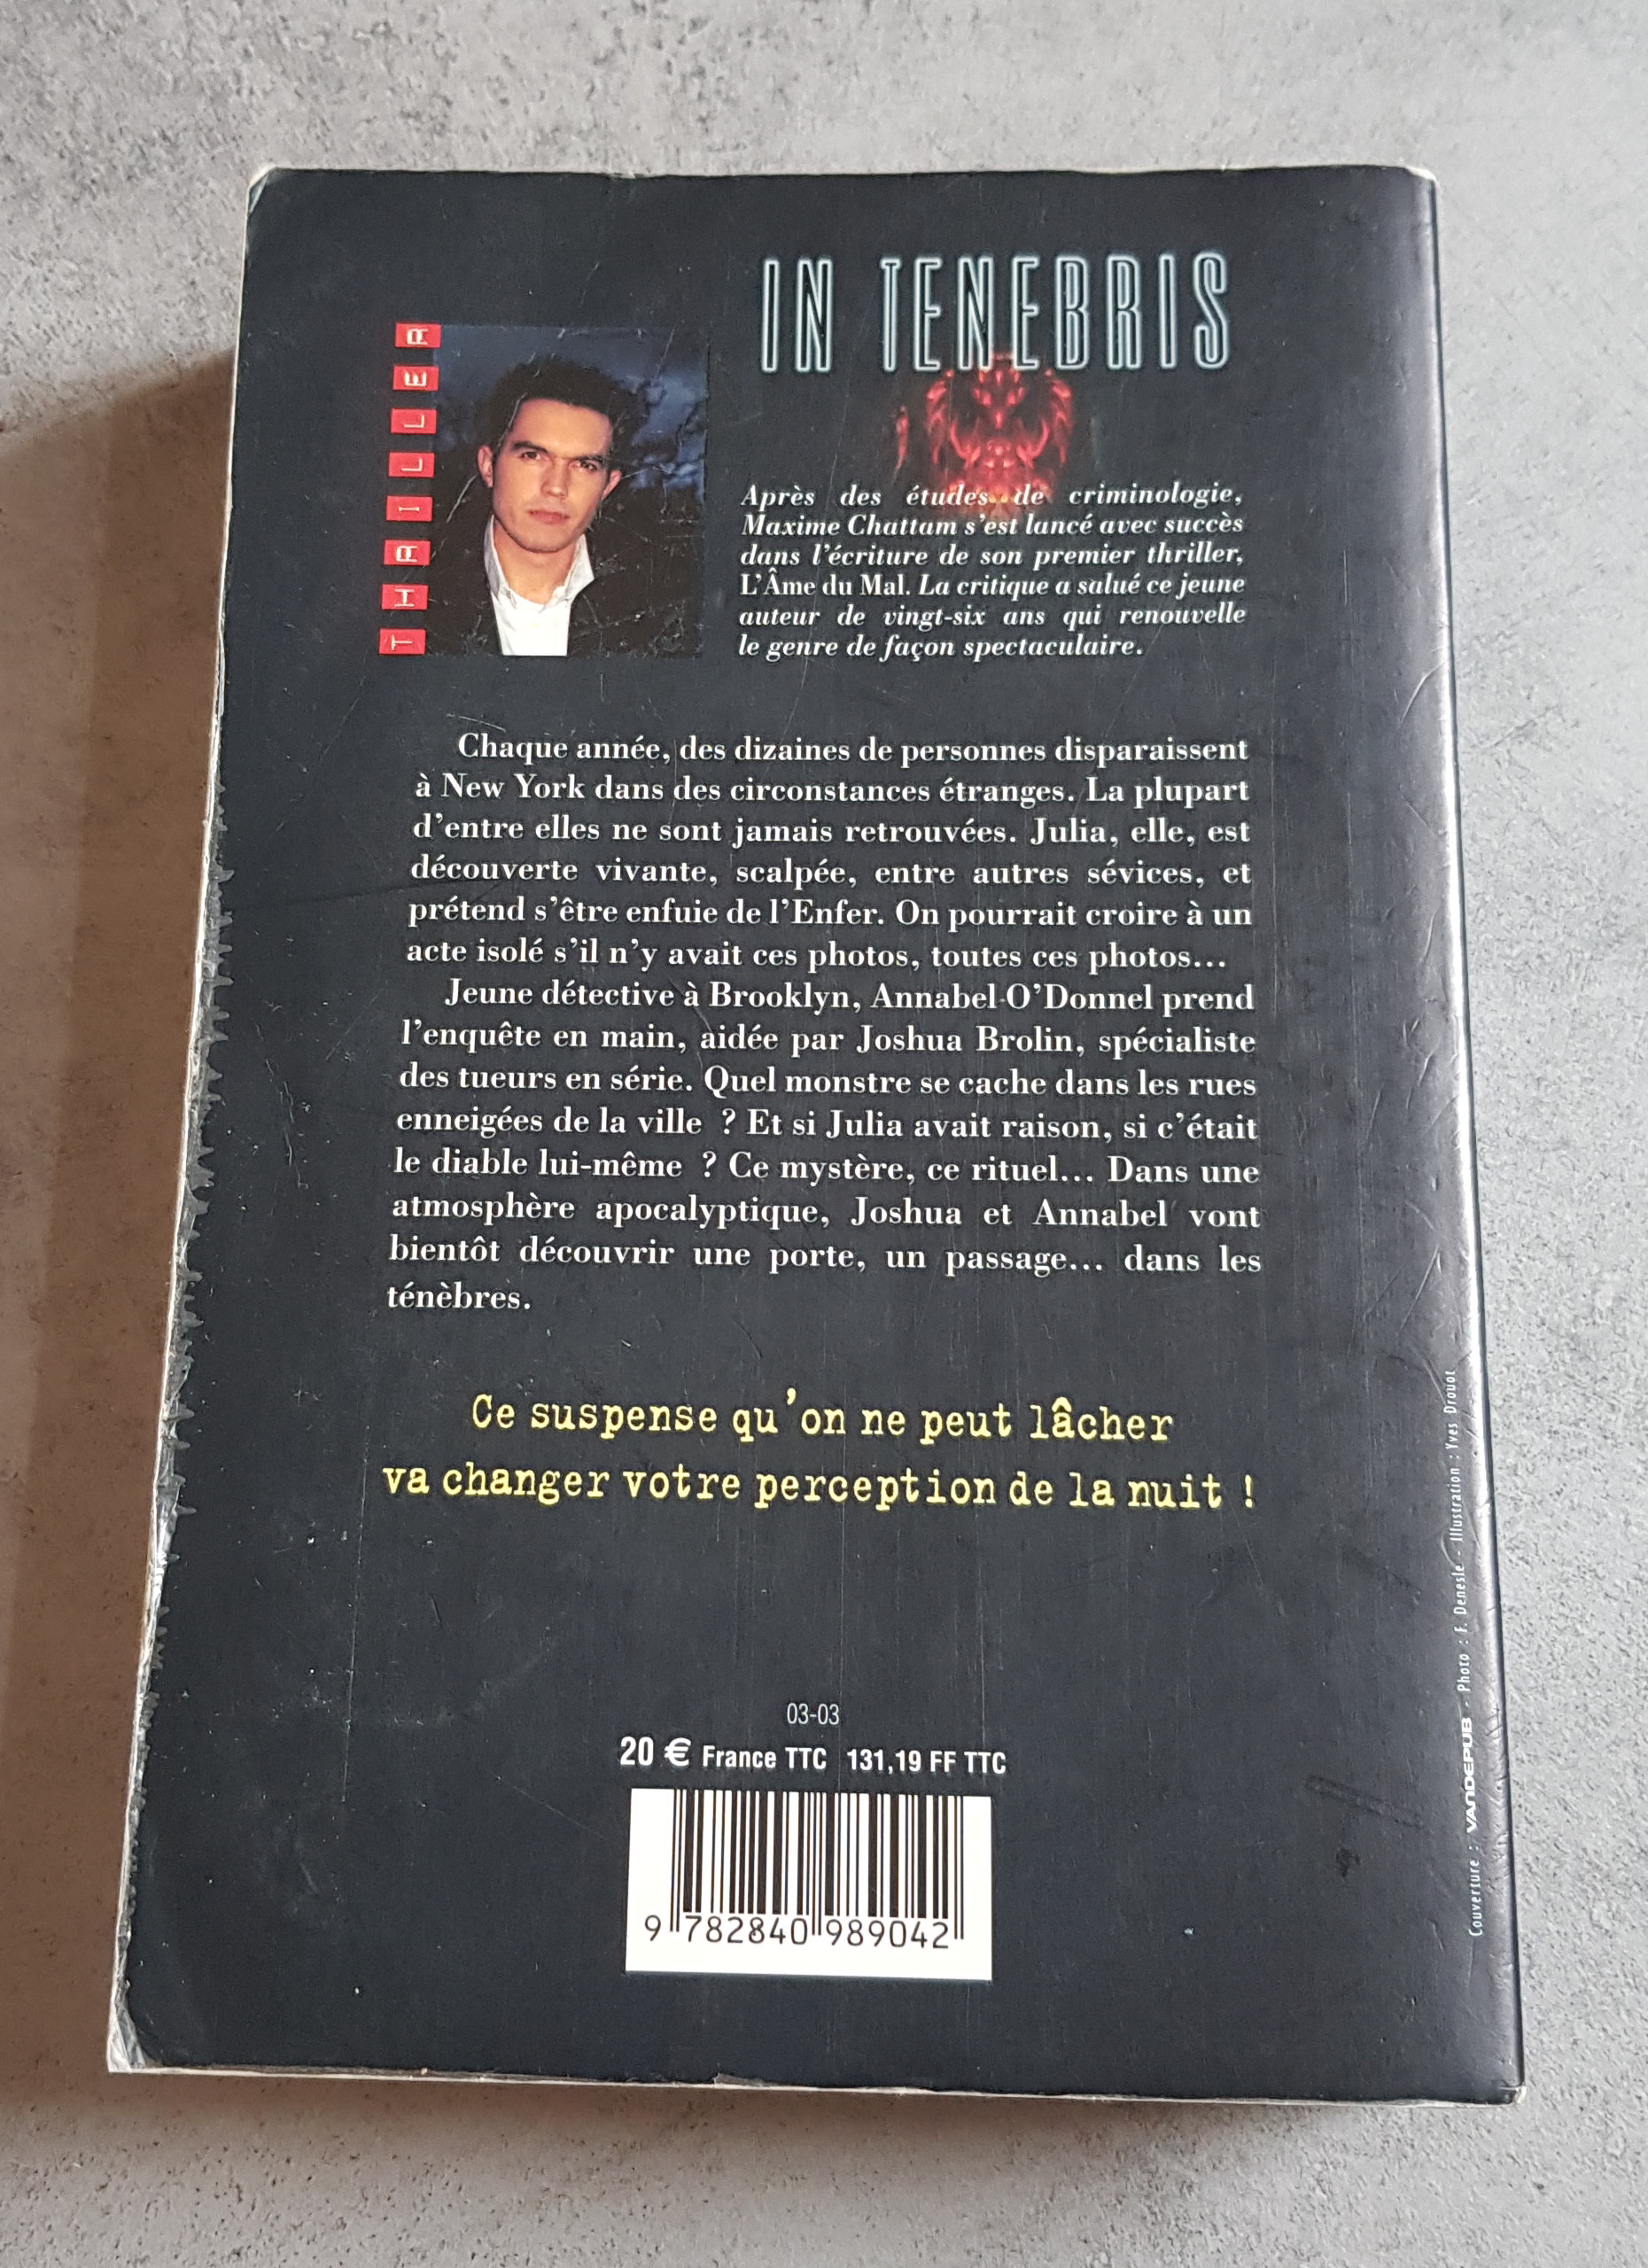 IN TENEBRIS
THRILLER
Après des études de criminologie,
Maxime Chattam s'est lancé avec succès
dans l'écriture de son premier thriller,
L'Âme du Mal. La critique a salué ce jeune
auteur de vingt-six ans qui renouvelle
le genre de façon spectaculaire.
Chaque année, des dizaines de personnes disparaissent
à New York dans des circonstances étranges. La plupart
d'entre elles ne sont jamais retrouvées. Julia, elle, est
découverte vivante, scalpée, entre autres sévices, et
prétend s'être enfuie de l'Enfer. On pourrait croire à un
acte isolé s'il n'y avait ces photos, toutes ces photos...
Jeune détective à Brooklyn, Annabel O'Donnel prend
l'enquête en main, aidée par Joshua Brolin, spécialiste
des tueurs en série. Quel monstre se cache dans les rues
enneigées de la ville ? Et si Julia avait raison, si c'était
le diable lui-même ? Ce mystère, ce rituel... Dans une
atmosphère apocalyptique, Joshua et Annabel vont
bientôt découvrir une porte, un passage... dans les
ténèbres.
Ce suspense qu'on ne peut lâcher
va changer votre perception de la nuit !
03-03
20 € France TTC 131,19 FF TTC
9 782840 989042
Couverture : VANDEPUB - Photo : F. Denesle - Illustration : Yves Drouot